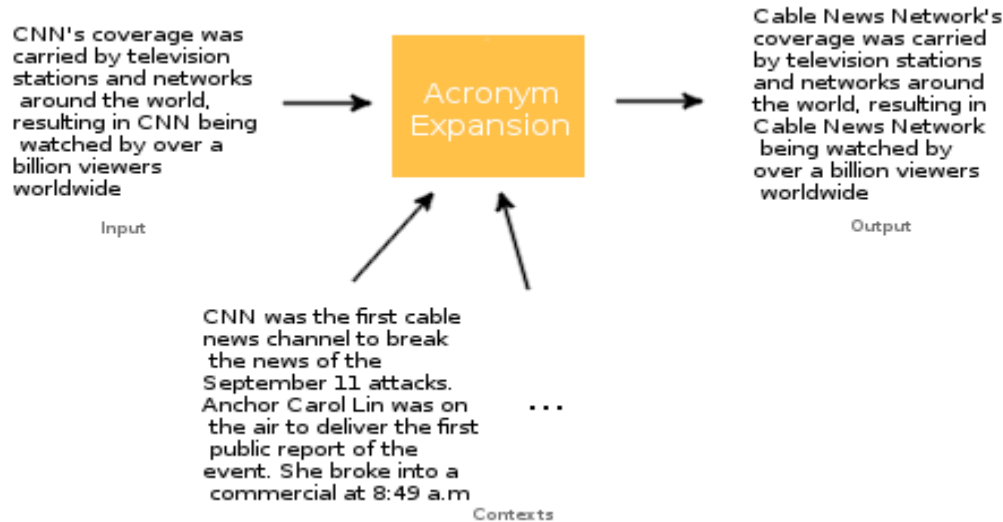 CNN's coverage was
carried by television
stations and networks
around the world,
resulting in CNN being
watched by over a
billion viewers
worldwide
Input
Acronym
Expansion
Cable News Network's
coverage was carried
by television stations
and networks around
the world, resulting in
Cable News Network
being watched by
over a billion viewers
worldwide
Output
CNN was the first cable
news channel to break
the news of the
September 11 attacks.
Anchor Carol Lin was on
the air to deliver the first
public report of the
event. She broke into a
commercial at 8:49 a.m
...
Contexts